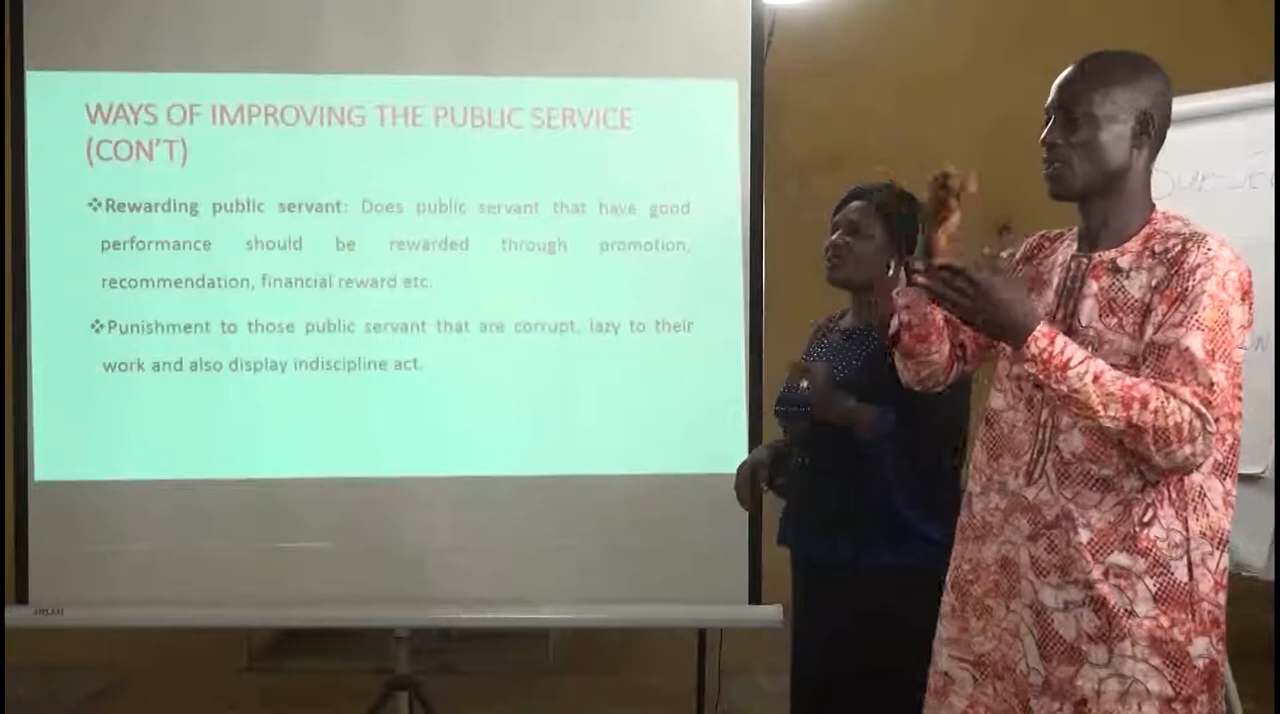 WAYS OF IMPROVING THE PUBLIC SERVICE
(CON'T)
❖Rewarding public servant: Does public servant that have good
performance should be rewarded through promotion,
recommendation, financial reward etc.
❖Punishment to those public servant that are corrupt, lazy to their
work and also display indiscipline act.